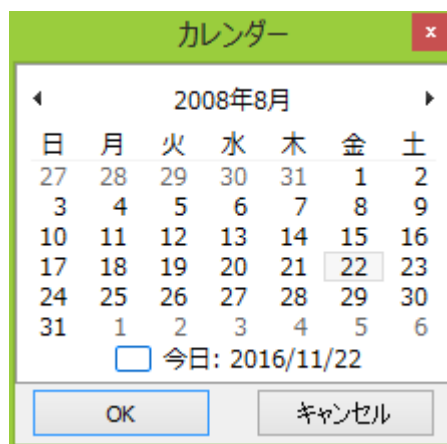 カレンダー
x
2008年8月
日 月 火 水 木 金 土
27 28 29 30 31 1 2
3 4 5 6 7 8 9
10 11 12 13 14 15 16
17 18 19 20 21 22 23
24 25 26 27 28 29 30
31 1 2 3 4 5 6
今日: 2016/11/22
OK キャンセル